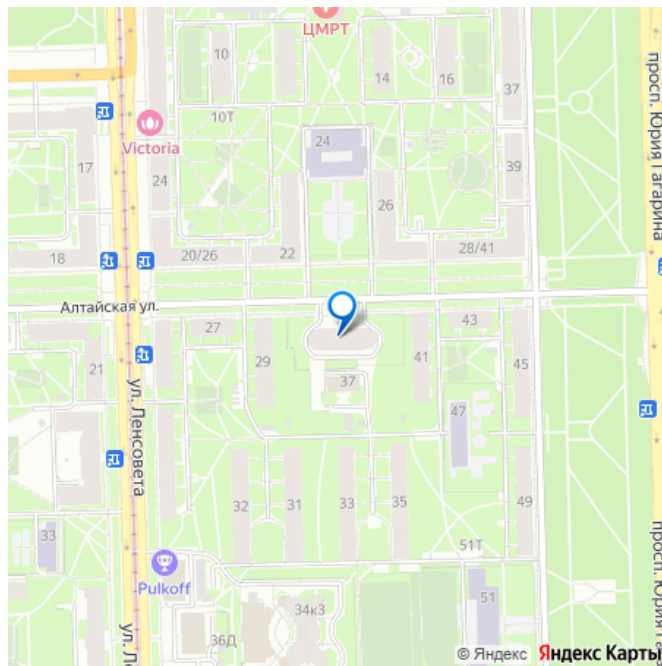 ЦМРТ
10
14
16
37
10Т
Victoria
24
17
24
39
просп. Юрия Гагарина
26
18
20/26
22
28/41
Алтайская ул.
27
43
21
29
41
45
37
ул. Ленсовета
47
32
31
33
35
49
33
51Т
Pulkoff
51
34к3
36Д
ул. Ле
просп. Юрия Га
© Яндекс Яндекс Карты